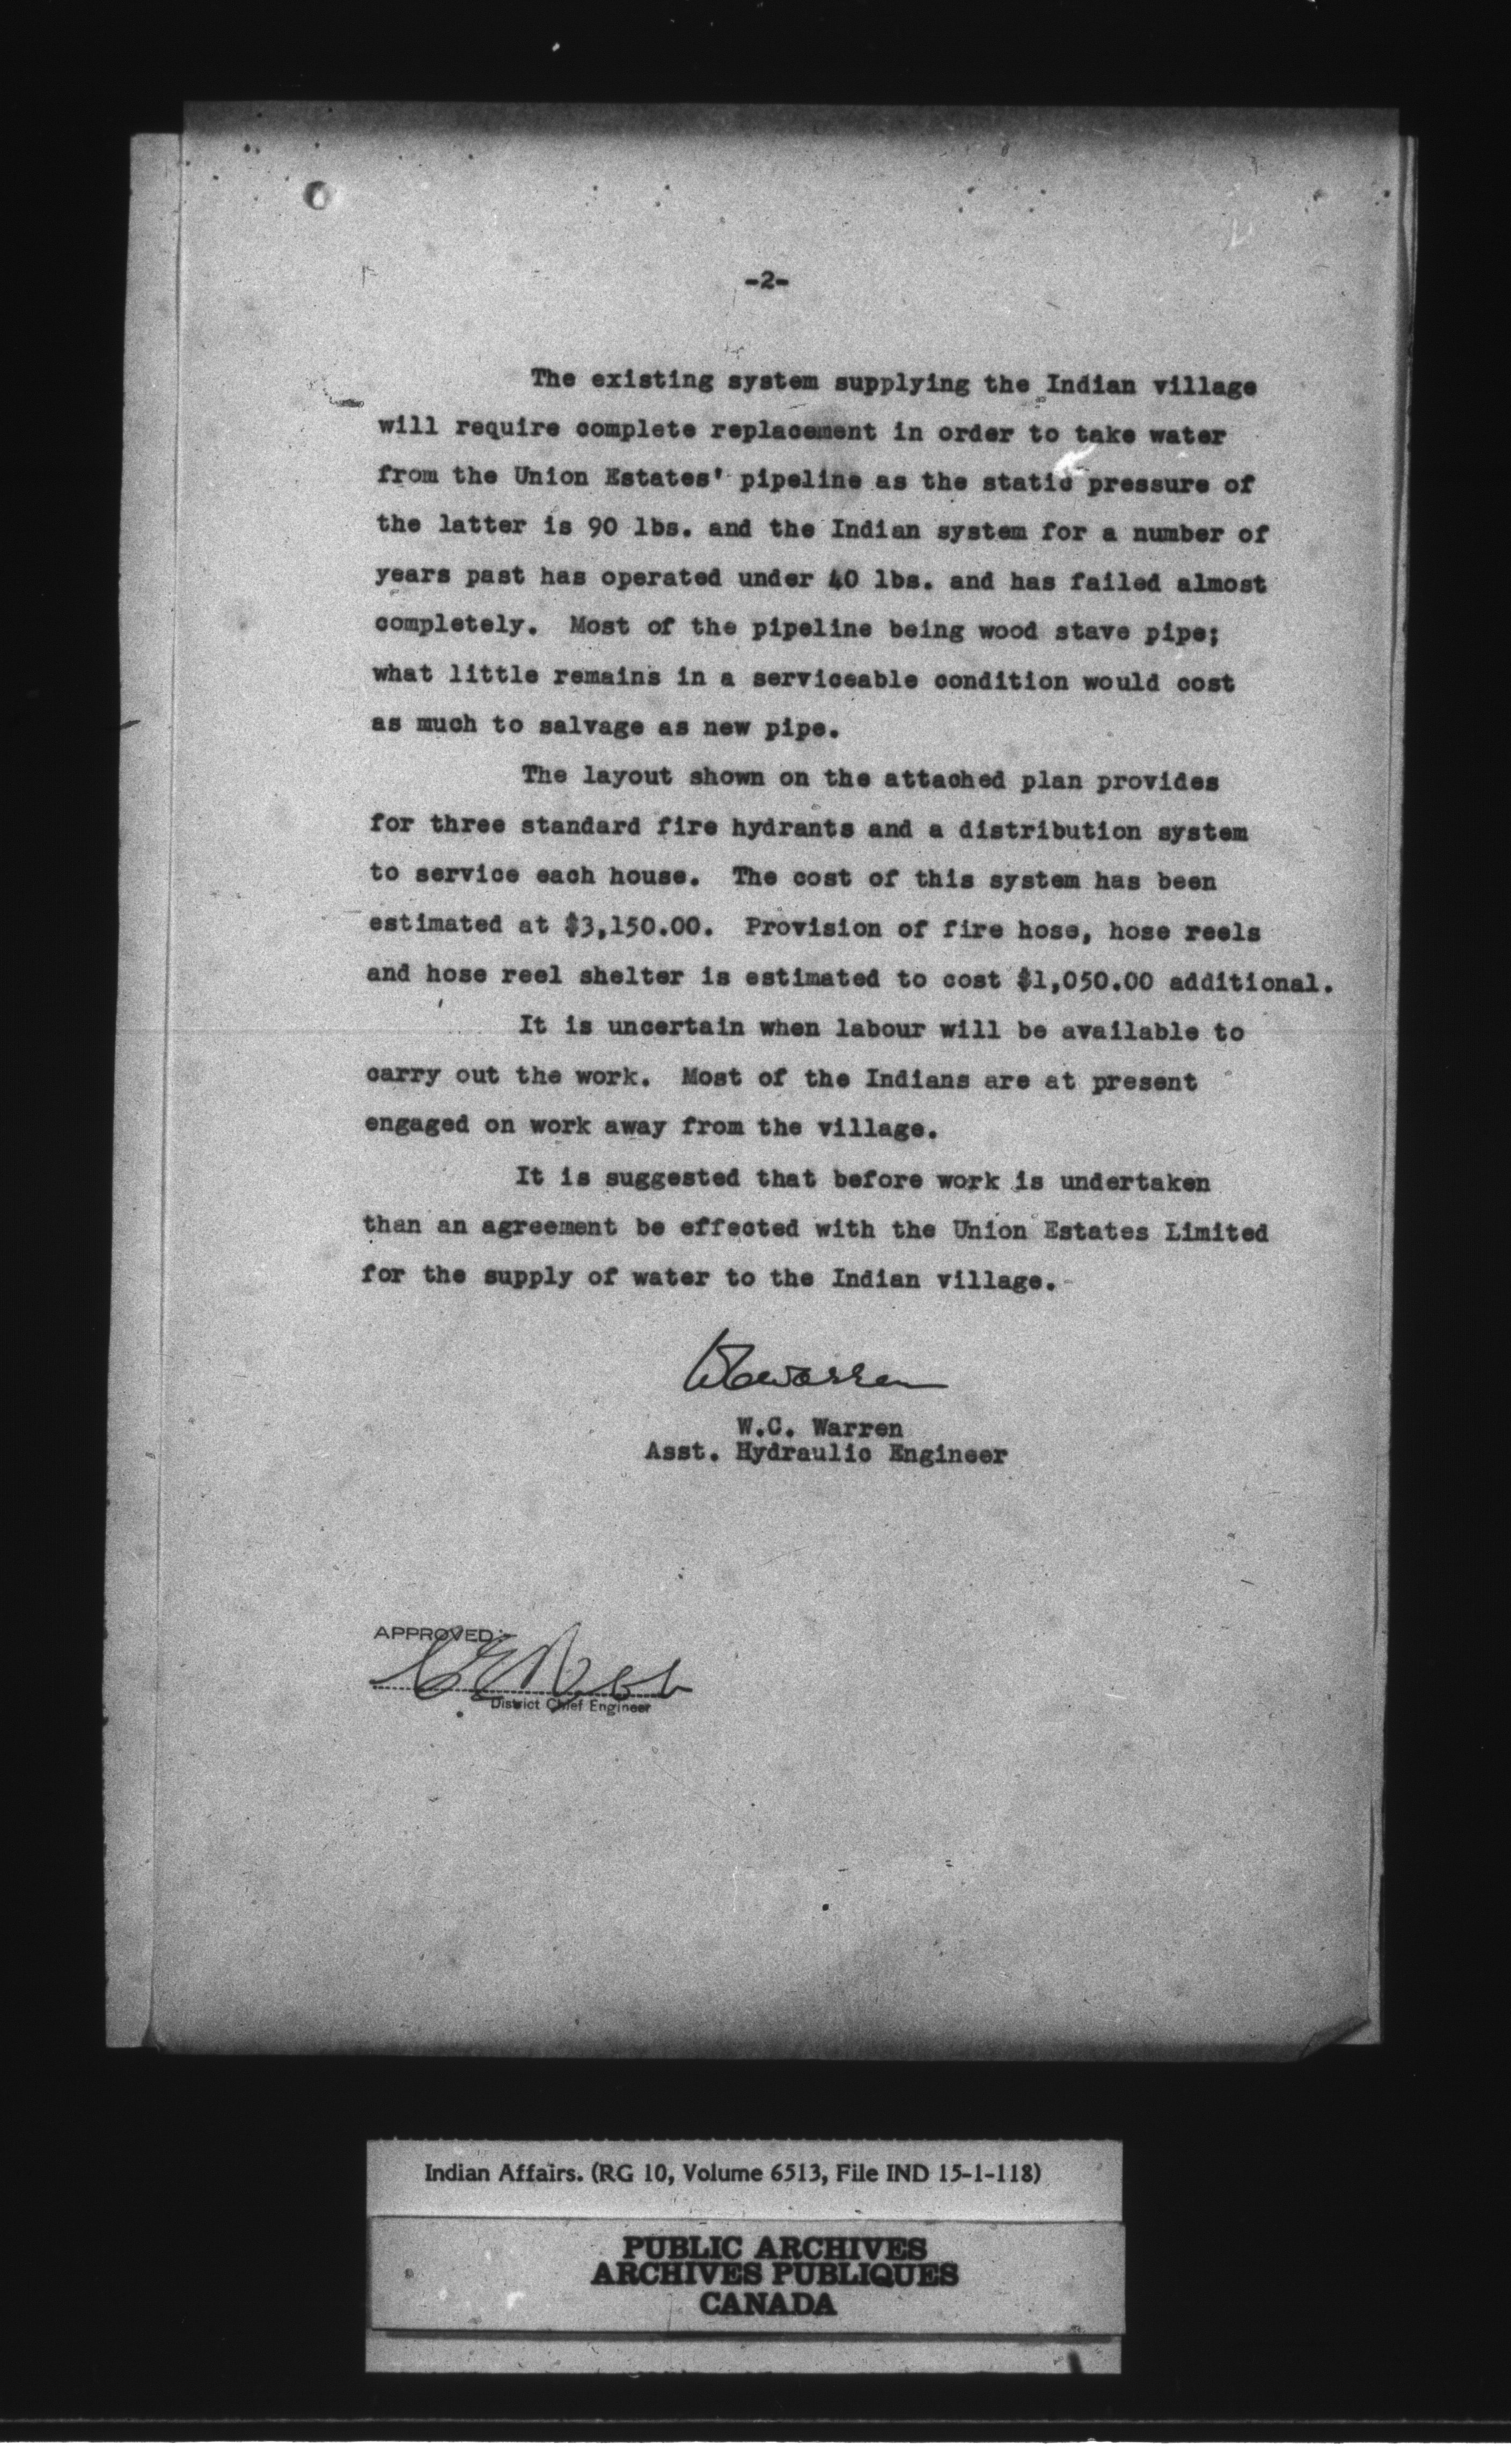 -2-
The existing system supplying the Indian village
will require complete replacement in order to take water
from the Union Estates' pipeline as the static pressure of
the latter is 90 lbs. and the Indian system for a number of
years past has operated under 40 lbs. and has failed almost
completely. Most of the pipeline being wood stave pipe;
what little remains in a serviceable condition would cost
as much to salvage as new pipe.
The layout shown on the attached plan provides
for three standard fire hydrants and a distribution system
to service each house. The cost of this system has been
estimated at $3,150.00. Provision of fire hose, hose reels
and hose reel shelter is estimated to cost $1,050.00 additional.
It is uncertain when labour will be available to
carry out the work. Most of the Indians are at present
engaged on work away from the village.
It is suggested that before work is undertaken
than an agreement be effected with the Union Estates Limited
for the supply of water to the Indian village.
WCWarren
W.C. Warren
Asst. Hydraulic Engineer
APPROVED:-
District Chief Engineer
Indian Affairs. (RG 10, Volume 6513, File IND 15-1-118)
PUBLIC ARCHIVES
ARCHIVES PUBLIQUES
CANADA